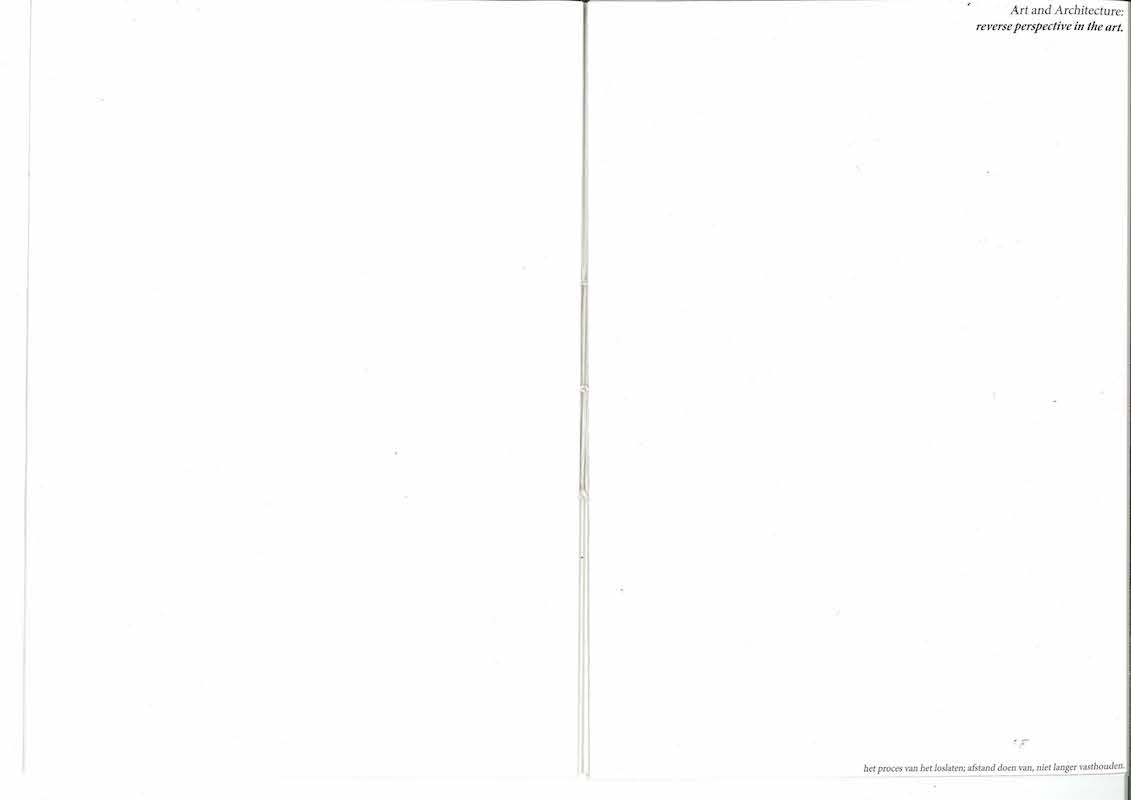 Art and Architecture:
reverse perspective in the art.
het proces van het loslaten; afstand doen van, niet langer vasthouden.